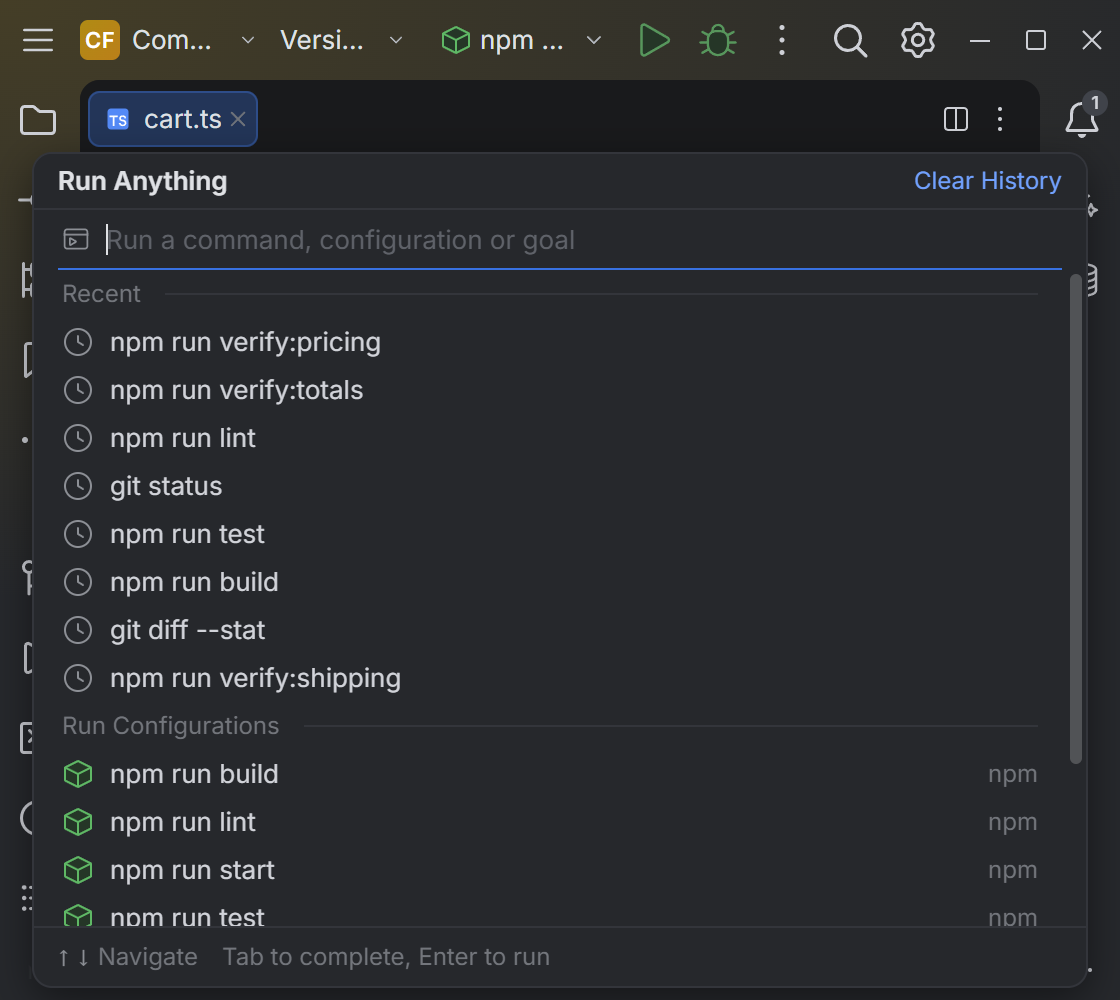 CF Com... Versi... npm ...
TS cart.ts
1
Run Anything Clear History
Run a command, configuration or goal
Recent
npm run verify:pricing
npm run verify:totals
npm run lint
git status
npm run test
npm run build
git diff --stat
npm run verify:shipping
Run Configurations
npm run build npm
npm run lint npm
npm run start npm
npm run test npm
↑ ↓ Navigate Tab to complete, Enter to run